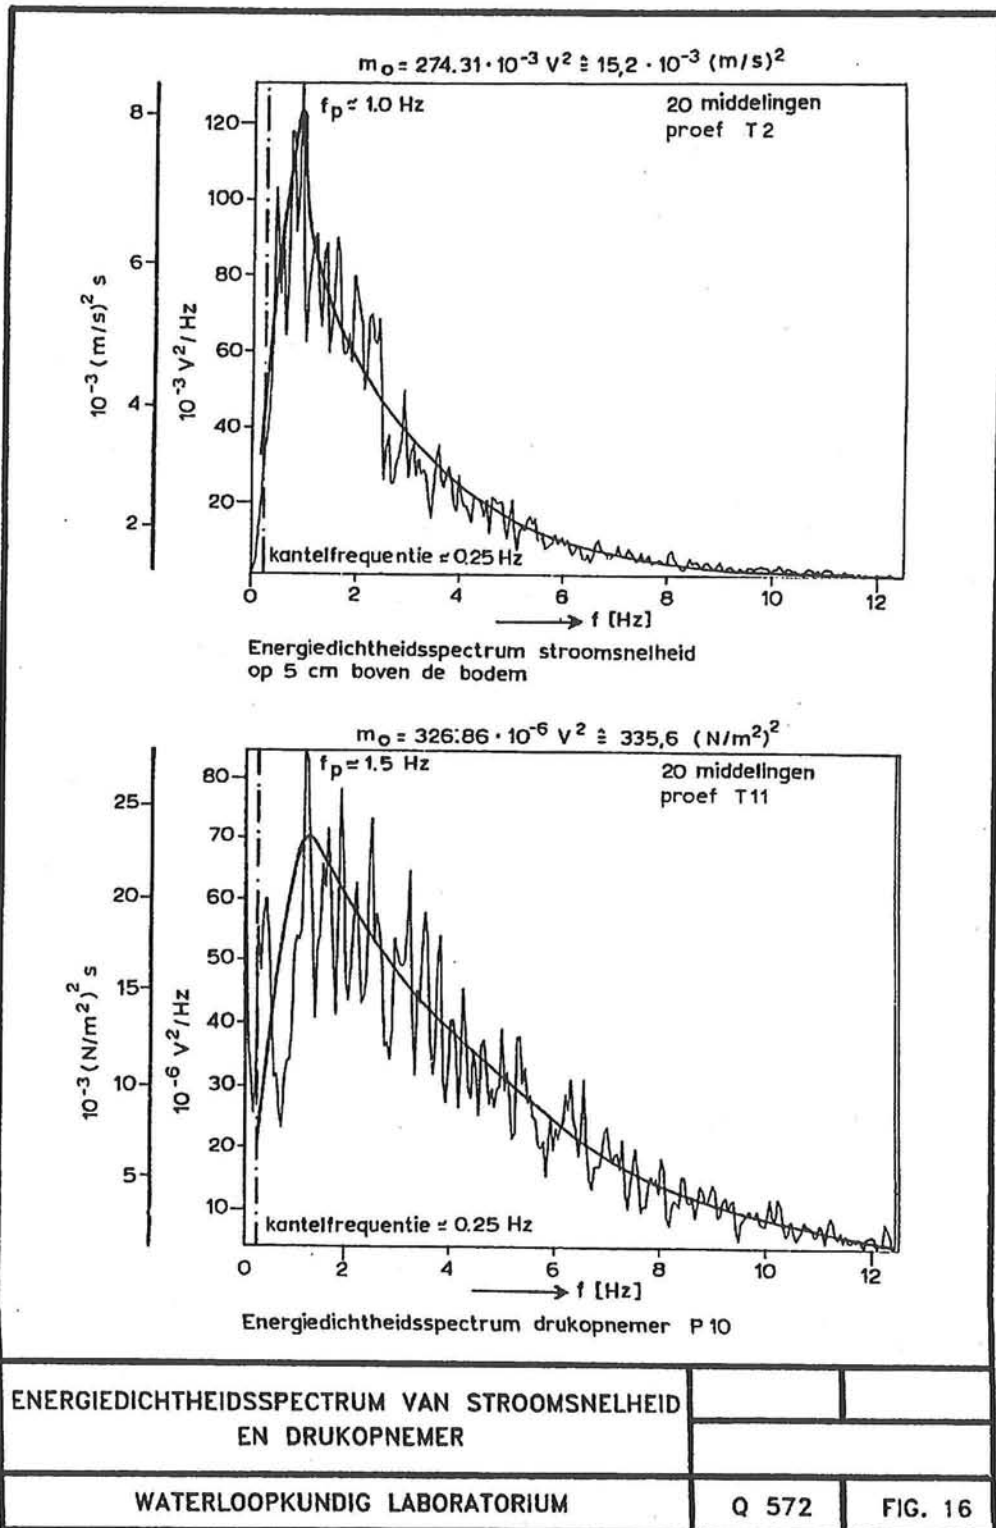 m₀ = 274.31 · 10⁻³ V² ≙ 15,2 · 10⁻³ (m/s)²
fp ≃ 1.0 Hz
20 middelingen
proef T 2
8
6
4
2
10⁻³ (m/s)² s
120
100
80
60
40
20
10⁻³ V²/Hz
kantelfrequentie ≃ 0.25 Hz
0 2 4 6 8 10 12
f [Hz]
Energiedichtheidsspectrum stroomsnelheid
op 5 cm boven de bodem
m₀ = 326.86 · 10⁻⁶ V² ≙ 335,6 (N/m²)²
fp ≃ 1.5 Hz
20 middelingen
proef T11
25
20
15
10
5
10⁻³ (N/m²)² s
80
70
60
50
40
30
20
10
10⁻⁶ V²/Hz
kantelfrequentie ≃ 0.25 Hz
0 2 4 6 8 10 12
f [Hz]
Energiedichtheidsspectrum drukopnemer P 10
ENERGIEDICHTHEIDSSPECTRUM VAN STROOMSNELHEID
EN DRUKOPNEMER
WATERLOOPKUNDIG LABORATORIUM
Q 572
FIG. 16